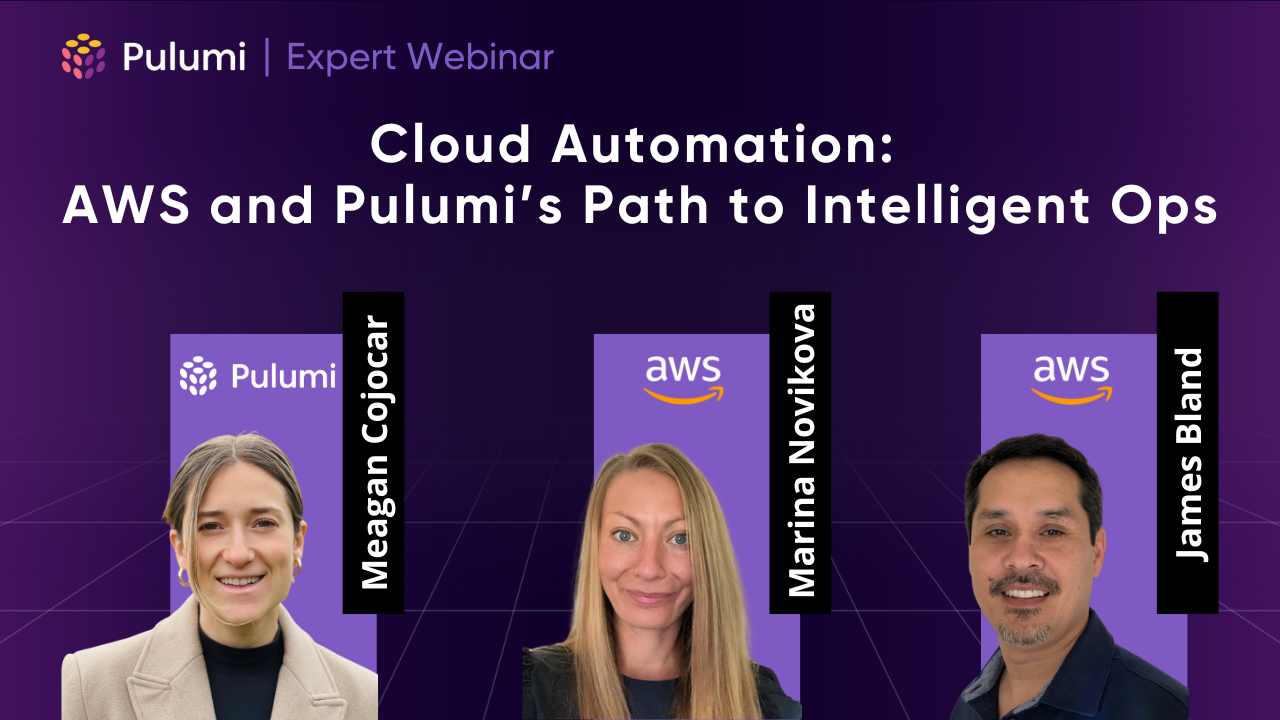 Pulumi | Expert Webinar
Cloud Automation:
AWS and Pulumi’s Path to Intelligent Ops
Pulumi
Meagan Cojocar
aws
Marina Novikova
aws
James Bland